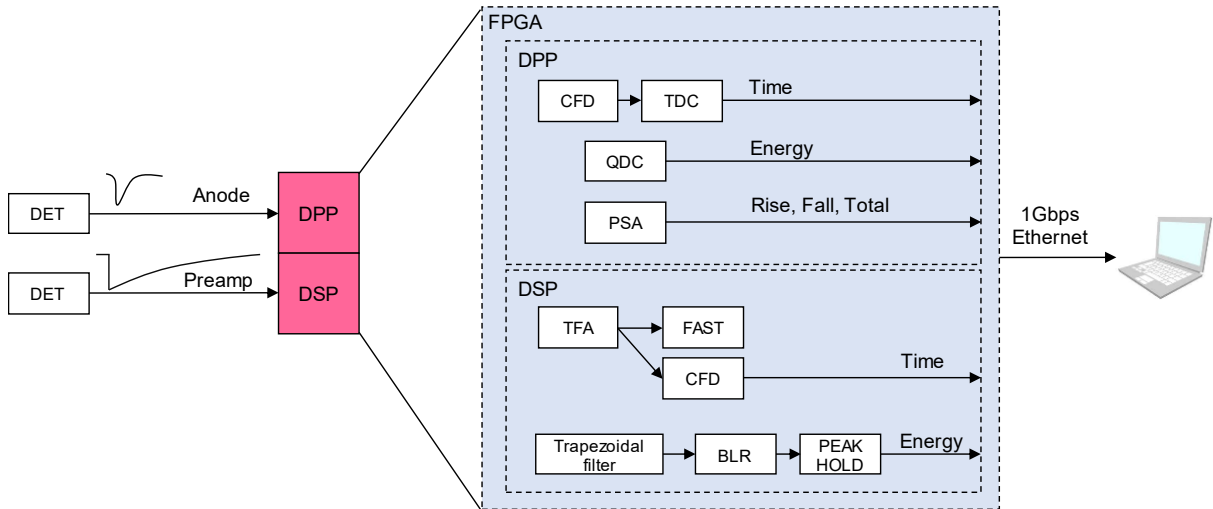 DET
Anode
DET
Preamp
DPP
DSP
FPGA
DPP
CFD
TDC
Time
QDC
Energy
PSA
Rise, Fall, Total
DSP
TFA
FAST
CFD
Time
Trapezoidal
filter
BLR
PEAK
HOLD
Energy
1Gbps
Ethernet